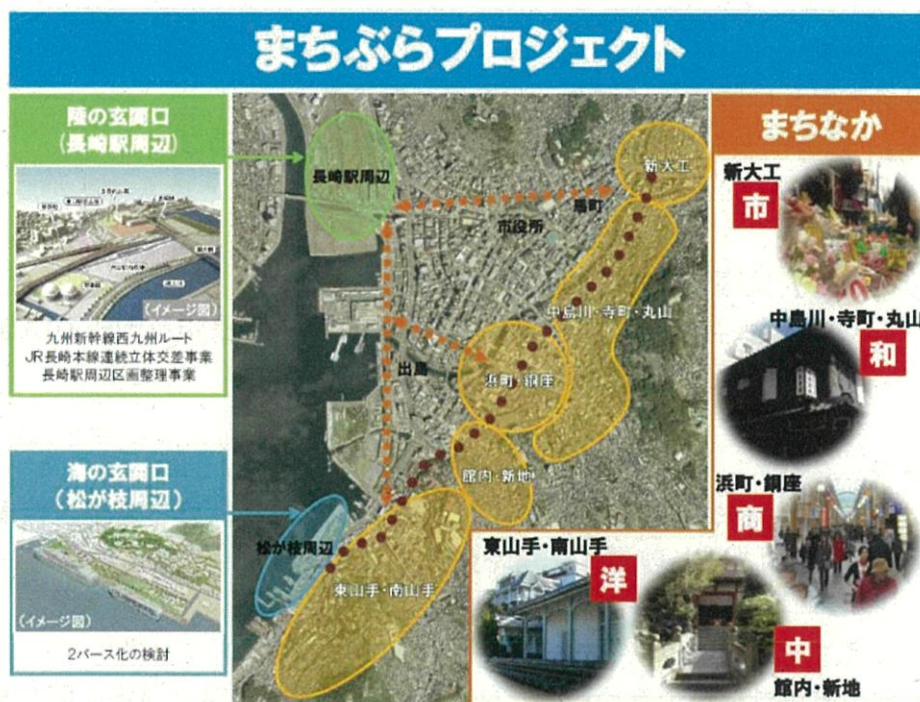 まちぶらプロジェクト
陸の玄関口
(長崎駅周辺)
(イメージ図)
九州新幹線西九州ルート
JR長崎本線連続立体交差事業
長崎駅周辺区画整理事業
海の玄関口
(松が枝周辺)
(イメージ図)
2バース化の検討
長崎駅周辺
新大工
市役所
中島川・寺町・丸山
出島
浜町・銅座
館内・新地
松が枝周辺
東山手・南山手
まちなか
新大工
市
中島川・寺町・丸山
和
浜町・銅座
商
東山手・南山手
洋
中
館内・新地